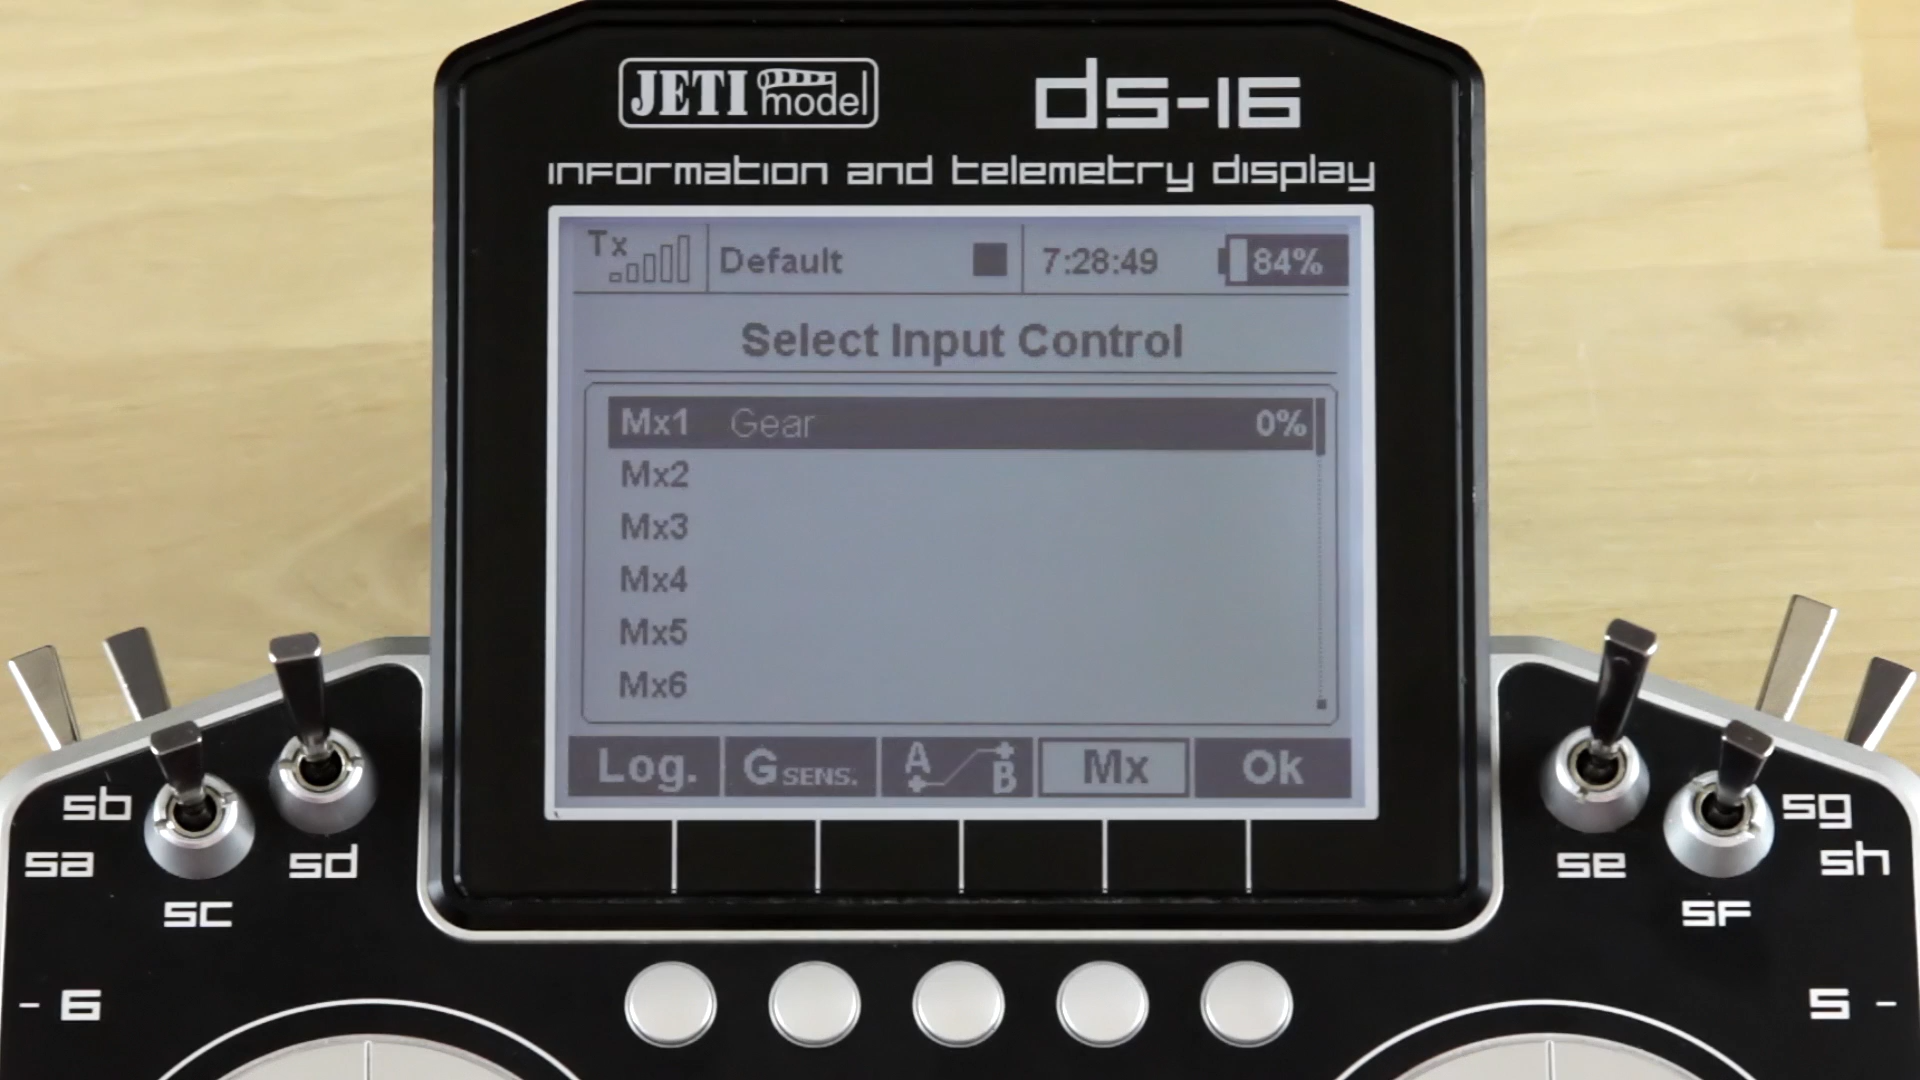 JETI model
ds-16
information and telemetry display
Tx Default 7:28:49 84%
Select Input Control
Mx1 Gear 0%
Mx2
Mx3
Mx4
Mx5
Mx6
Log. G SENS. A B Mx Ok
sb
sa
sc
sd
se
sf
sg
sh
- 6
5 -